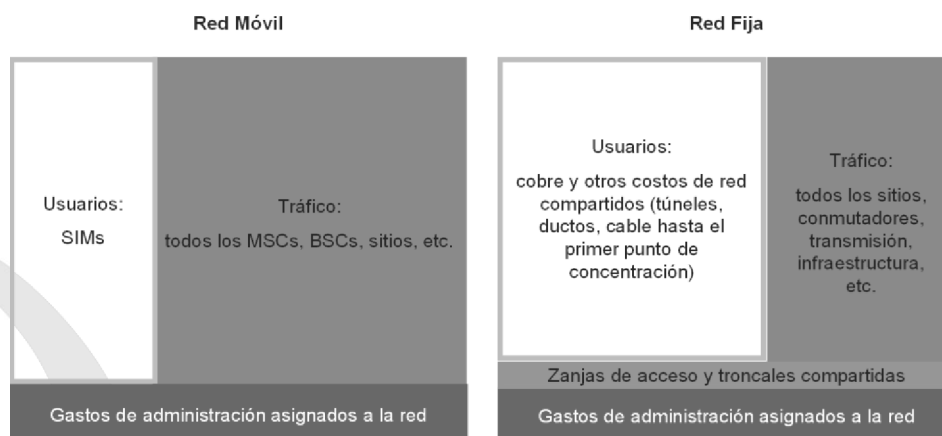 Red Móvil
Usuarios:
SIMs
Tráfico:
todos los MSCs, BSCs, sitios, etc.
Gastos de administración asignados a la red
Red Fija
Usuarios:
cobre y otros costos de red
compartidos (túneles,
ductos, cable hasta el
primer punto de
concentración)
Tráfico:
todos los sitios,
conmutadores,
transmisión,
infraestructura,
etc.
Zanjas de acceso y troncales compartidas
Gastos de administración asignados a la red